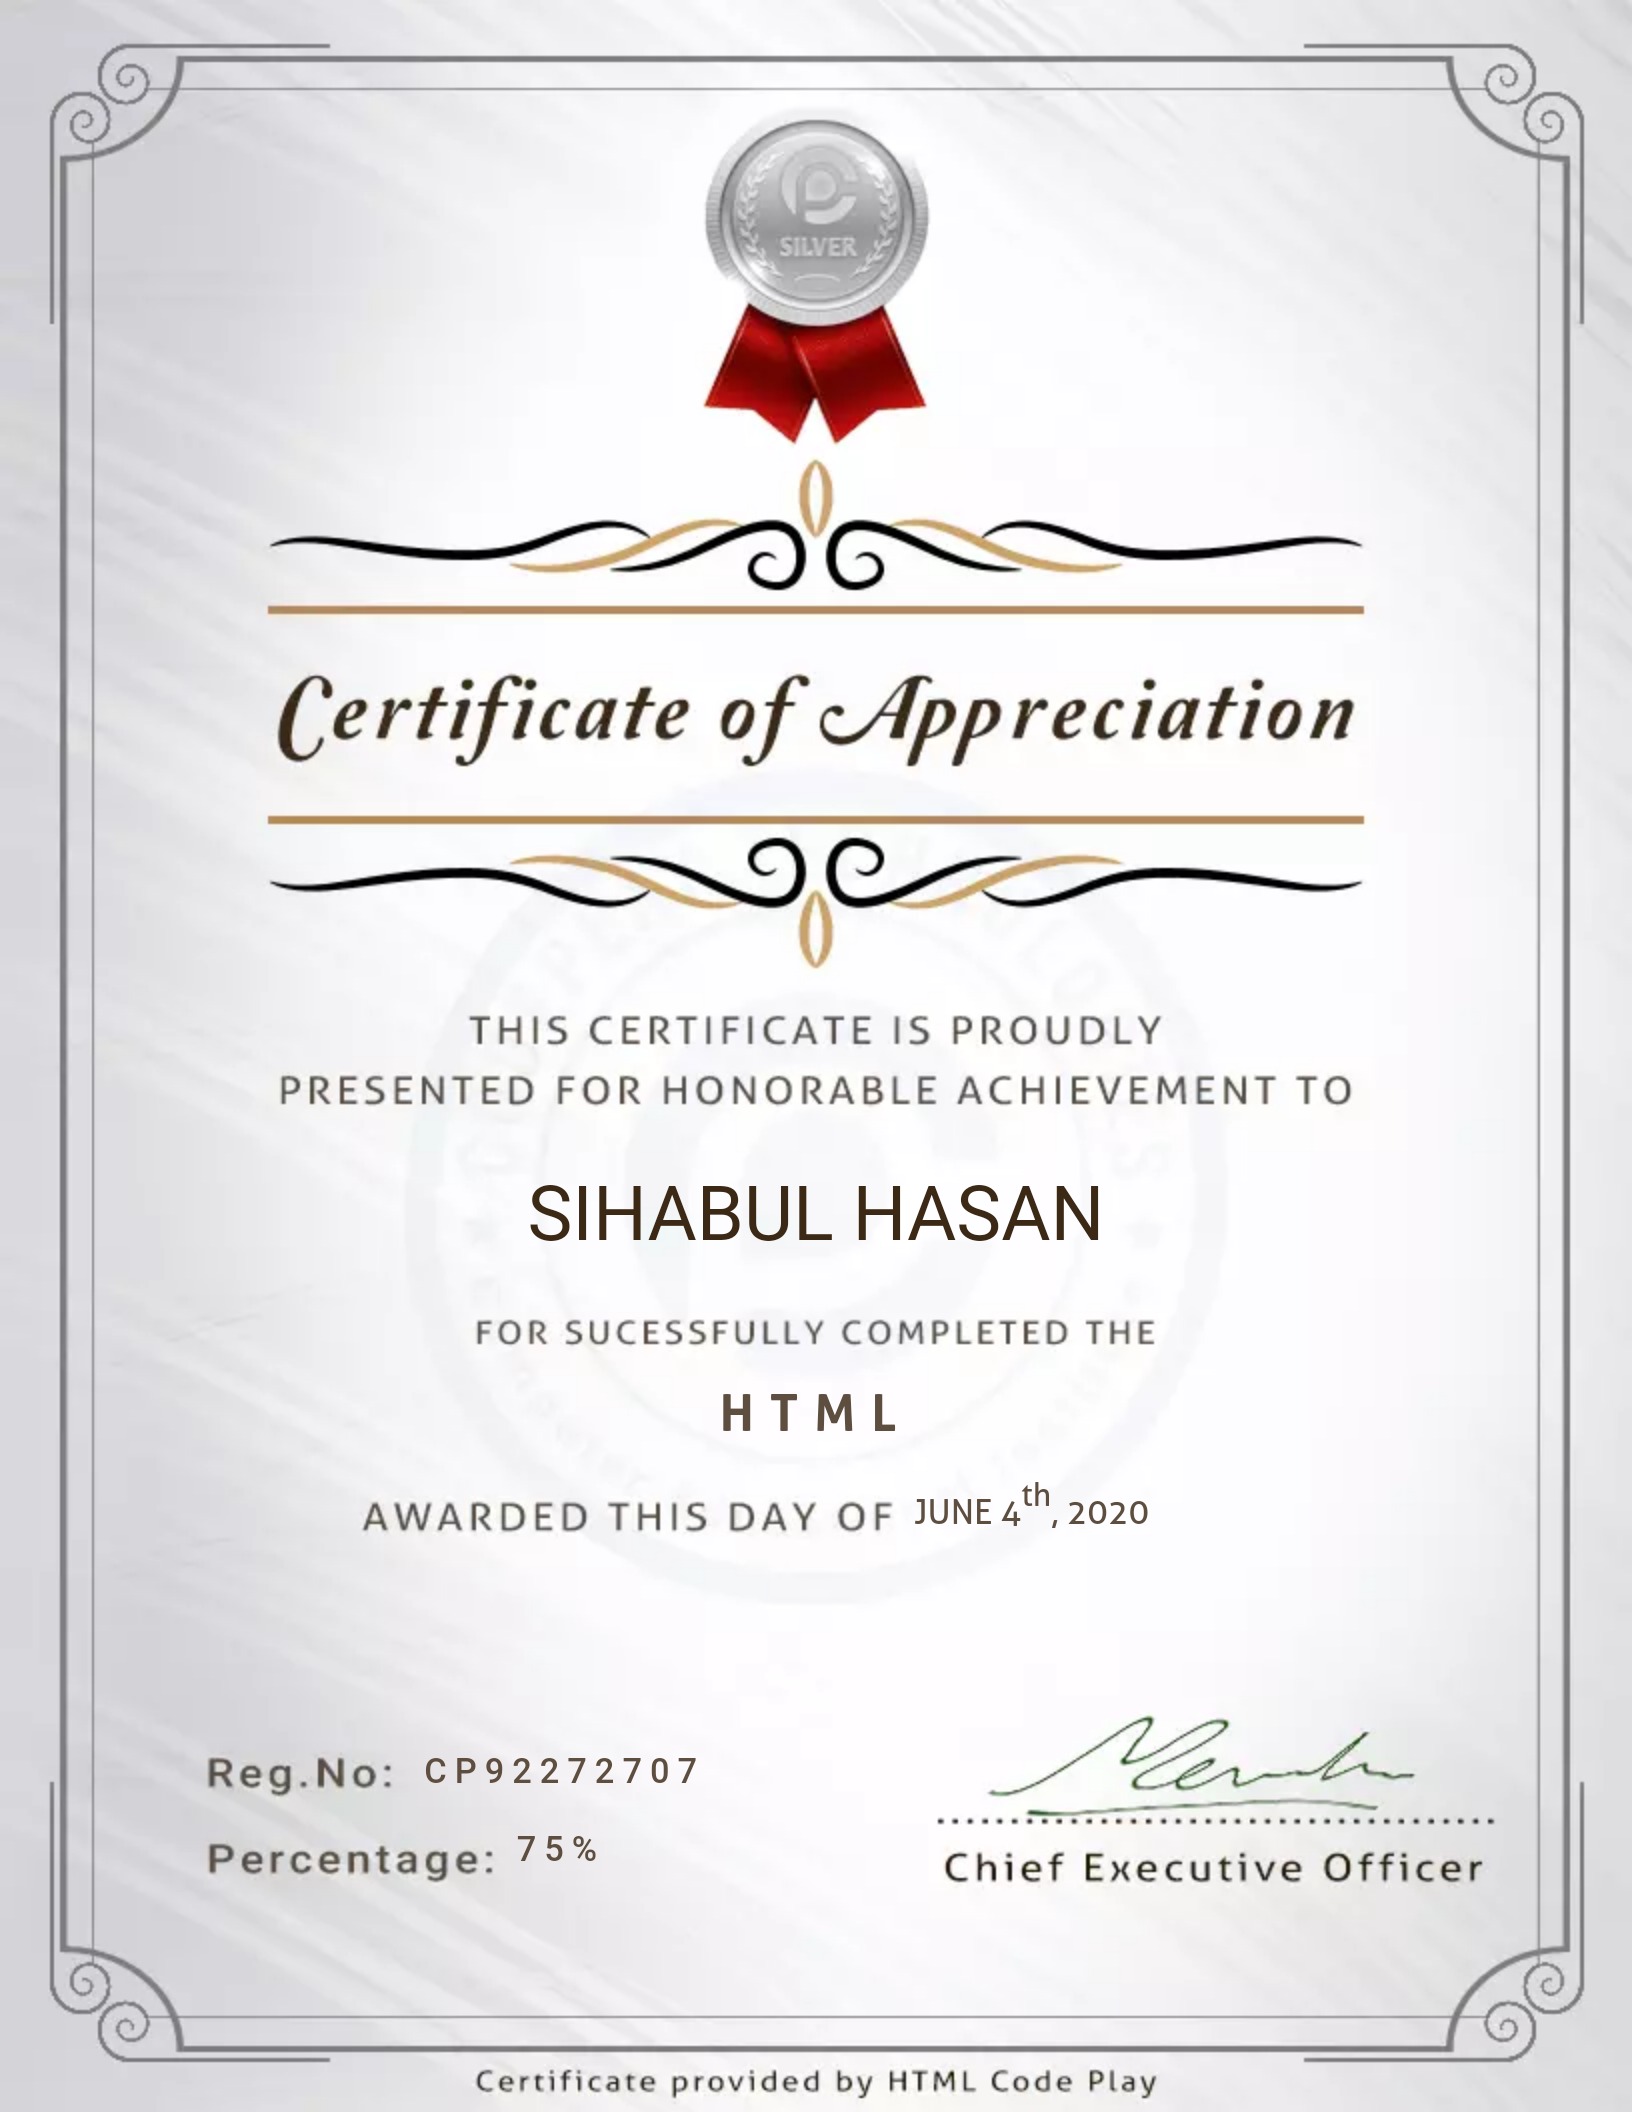 SILVER
Certificate of Appreciation
THIS CERTIFICATE IS PROUDLY
PRESENTED FOR HONORABLE ACHIEVEMENT TO
SIHABUL HASAN
FOR SUCESSFULLY COMPLETED THE
HTML
AWARDED THIS DAY OF JUNE 4th, 2020
Reg.No: CP92272707
Percentage: 75%
Chief Executive Officer
Certificate provided by HTML Code Play